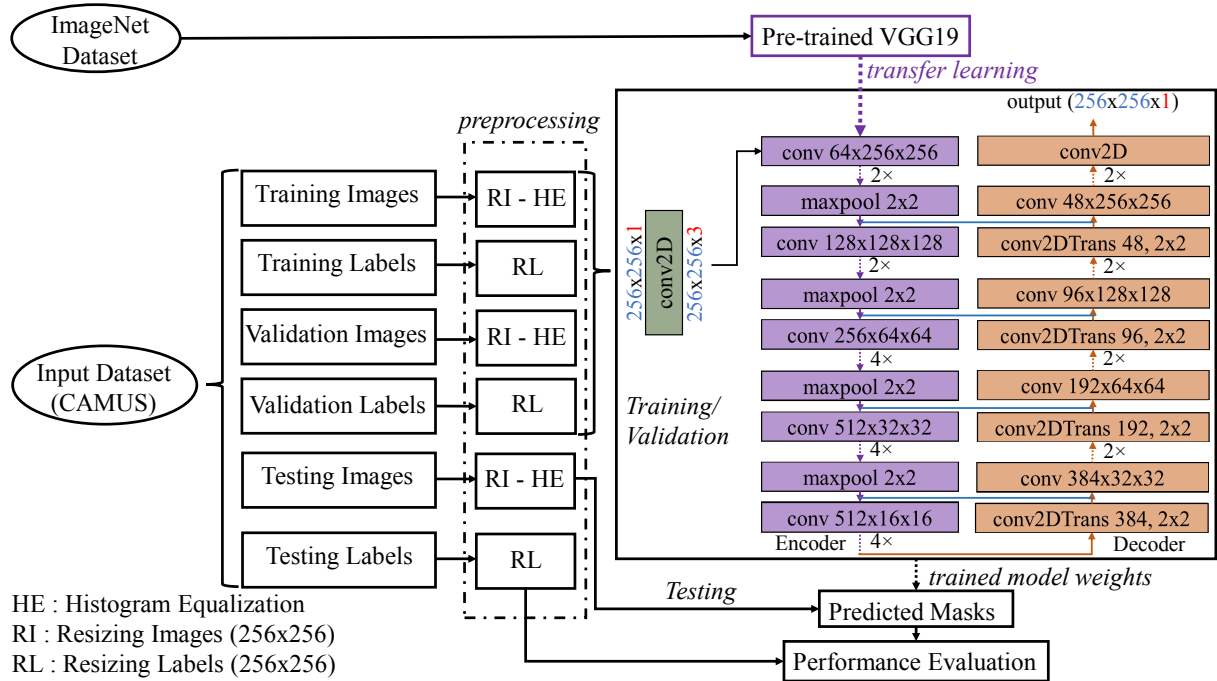 ImageNet
Dataset
Pre-trained VGG19
transfer learning
preprocessing
Input Dataset
(CAMUS)
Training Images
Training Labels
Validation Images
Validation Labels
Testing Images
Testing Labels
RI - HE
RL
RI - HE
RL
RI - HE
RL
256x256x1
conv2D
256x256x3
Training/
Validation
conv 64x256x256
2×
maxpool 2x2
conv 128x128x128
2×
maxpool 2x2
conv 256x64x64
4×
maxpool 2x2
conv 512x32x32
4×
maxpool 2x2
conv 512x16x16
Encoder
4×
output (256x256x1)
conv2D
2×
conv 48x256x256
conv2DTrans 48, 2x2
2×
conv 96x128x128
conv2DTrans 96, 2x2
2×
conv 192x64x64
conv2DTrans 192, 2x2
2×
conv 384x32x32
conv2DTrans 384, 2x2
Decoder
Testing
trained model weights
Predicted Masks
Performance Evaluation
HE : Histogram Equalization
RI : Resizing Images (256x256)
RL : Resizing Labels (256x256)